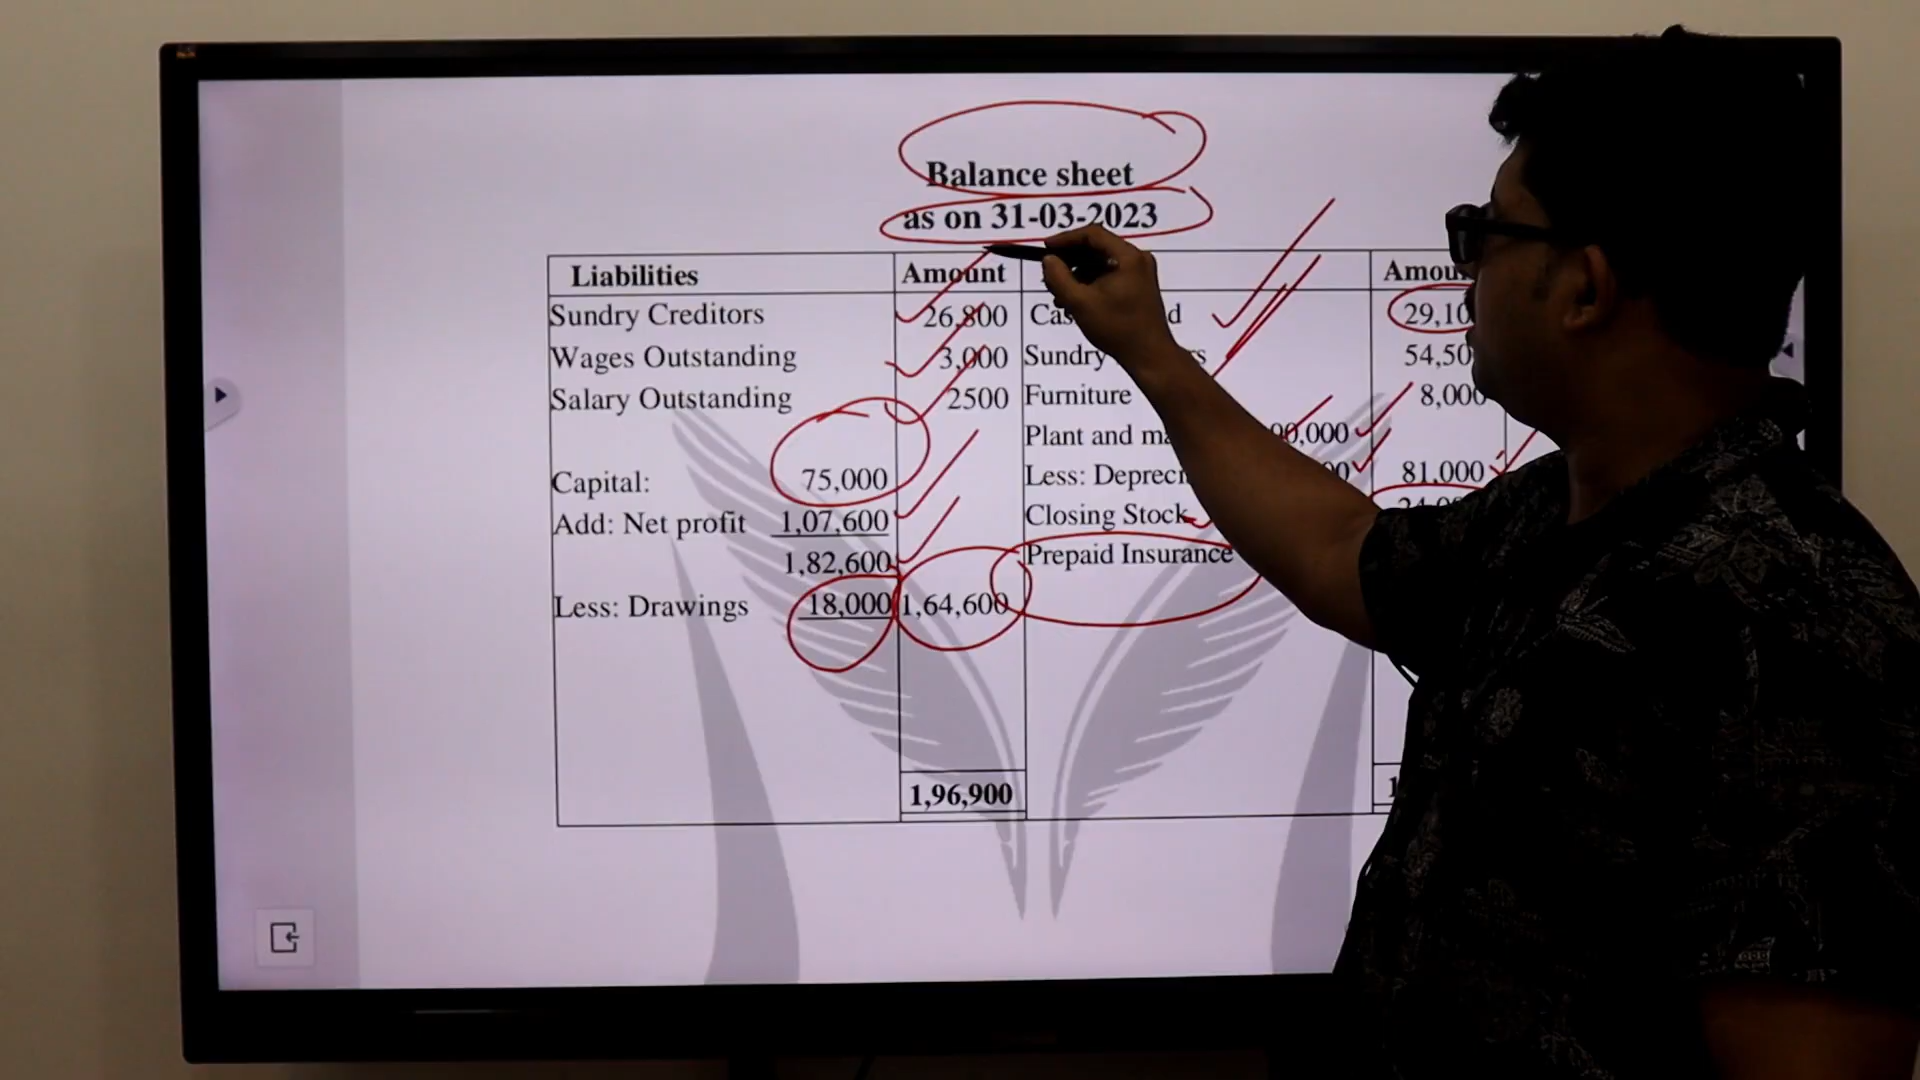 Balance sheet
as on 31-03-2023
Liabilities Amount
Sundry Creditors 26,800 29,10
Wages Outstanding 3,000 Sundry 54,50
Salary Outstanding 2500 Furniture 8,000
Plant and 00,000
Capital: 75,000 Less: 81,000
Add: Net profit 1,07,600 Closing Stock
1,82,600 Prepaid Insurance
Less: Drawings 18,000 1,64,600
1,96,900 1